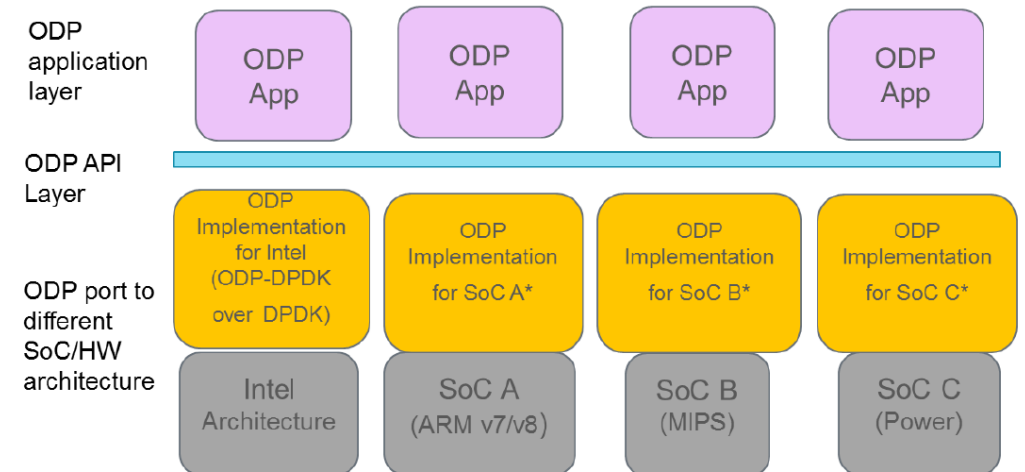 ODP
application
layer
ODP
App
ODP
App
ODP
App
ODP
App
ODP API
Layer
ODP port to
different
SoC/HW
architecture
ODP
Implementation
for Intel
(ODP-DPDK
over DPDK)
ODP
Implementation
for SoC A*
ODP
Implementation
for SoC B*
ODP
Implementation
for SoC C*
Intel
Architecture
SoC A
(ARM v7/v8)
SoC B
(MIPS)
SoC C
(Power)